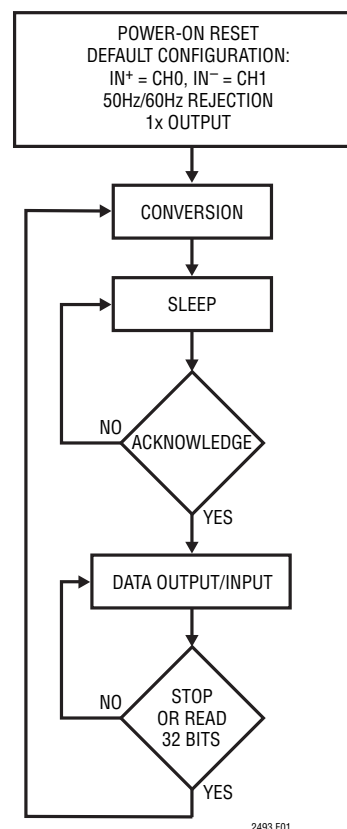 POWER-ON RESET
DEFAULT CONFIGURATION:
IN⁺ = CH0, IN⁻ = CH1
50Hz/60Hz REJECTION
1x OUTPUT
CONVERSION
SLEEP
NO
ACKNOWLEDGE
YES
DATA OUTPUT/INPUT
NO
STOP
OR READ
32 BITS
YES
2493 F01